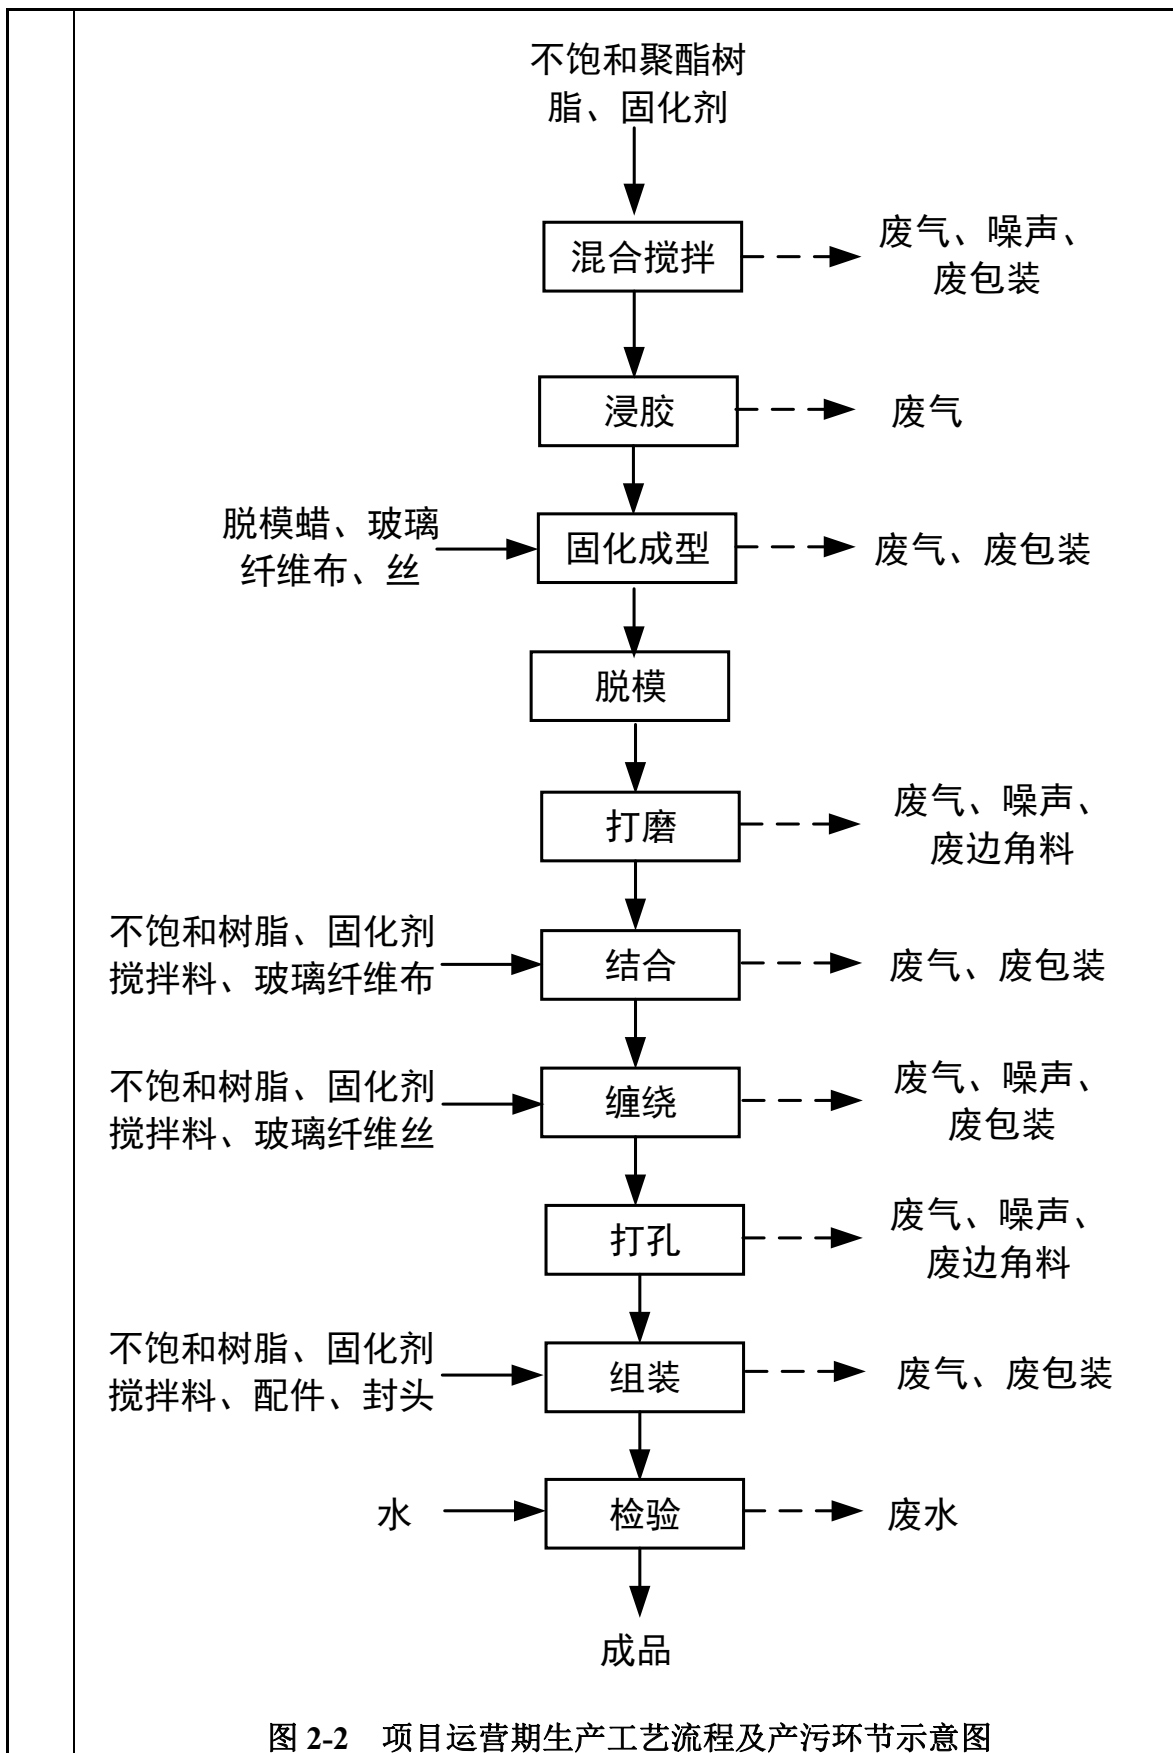 不饱和聚酯树
脂、固化剂
混合搅拌
废气、噪声、
废包装
浸胶
废气
脱模蜡、玻璃
纤维布、丝
固化成型
废气、废包装
脱模
打磨
废气、噪声、
废边角料
不饱和树脂、固化剂
搅拌料、玻璃纤维布
结合
废气、废包装
不饱和树脂、固化剂
搅拌料、玻璃纤维丝
缠绕
废气、噪声、
废包装
打孔
废气、噪声、
废边角料
不饱和树脂、固化剂
搅拌料、配件、封头
组装
废气、废包装
水
检验
废水
成品
图 2-2 项目运营期生产工艺流程及产污环节示意图